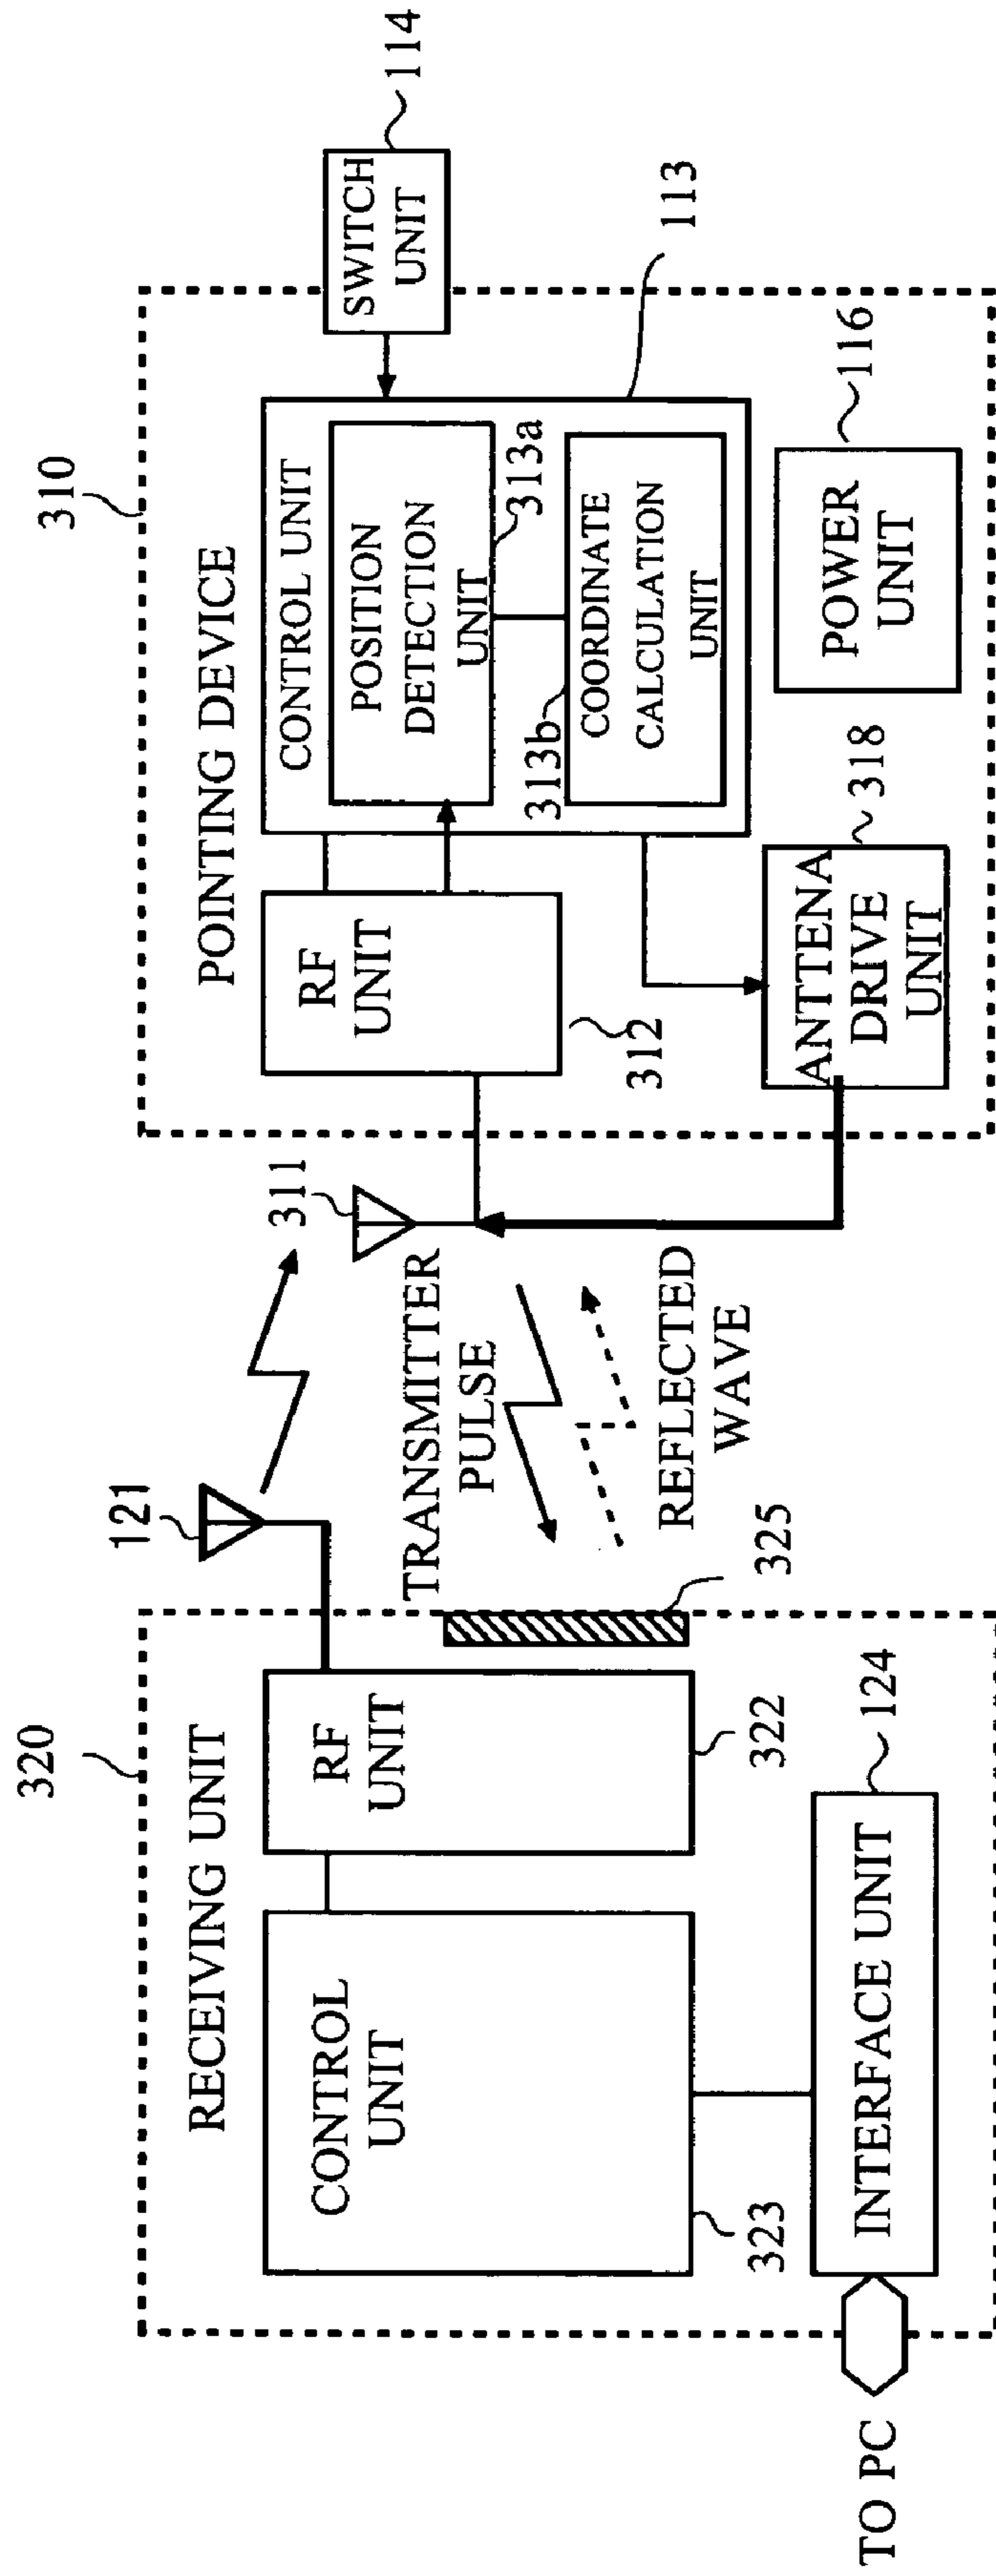 320
RECEIVING UNIT
CONTROL
UNIT
323
RF
UNIT
322
INTERFACE UNIT
124
TO PC
325
121
TRANSMITTER
PULSE
REFLECTED
WAVE
311
310
POINTING DEVICE
RF
UNIT
312
CONTROL UNIT
POSITION
DETECTION
UNIT
313a
313b
COORDINATE
CALCULATION
UNIT
113
SWITCH
UNIT
114
ANTTENA
DRIVE
UNIT
318
POWER
UNIT
116